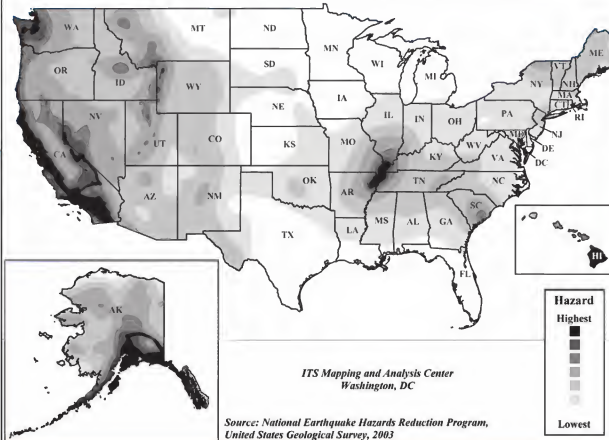 WA
MT
ND
MN
ME
OR
ID
SD
WI
MI
VT
NH
NY
WY
MA
CT
RI
NE
IA
PA
NV
UT
CO
IL
IN
OH
NJ
CA
KS
MO
WV
MD
DE
KY
VA
DC
AZ
NM
OK
AR
TN
NC
SC
TX
LA
MS
AL
GA
FL
HI
AK
Hazard
Highest
Lowest
ITS Mapping and Analysis Center
Washington, DC
Source: National Earthquake Hazards Reduction Program,
United States Geological Survey, 2003